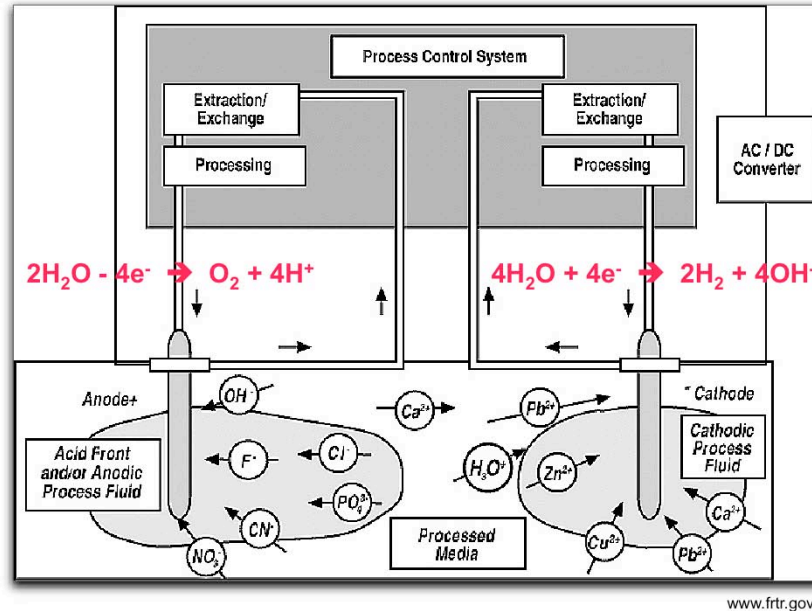 Process Control System
Extraction/
Exchange
Extraction/
Exchange
Processing
Processing
AC / DC
Converter
2H₂O - 4e⁻ ➔ O₂ + 4H⁺
4H₂O + 4e⁻ ➔ 2H₂ + 4OH⁻
Anode+
OH⁻
Ca²⁺
Pb²⁺
⁻Cathode
Acid Front
and/or Anodic
Process Fluid
F⁻
Cl⁻
H₃O⁺
Zn²⁺
Cathodic
Process
Fluid
PO₄³⁻
CN⁻
NO₃⁻
Processed
Media
Cu²⁺
Pb²⁺
Ca²⁺
www.frtr.gov